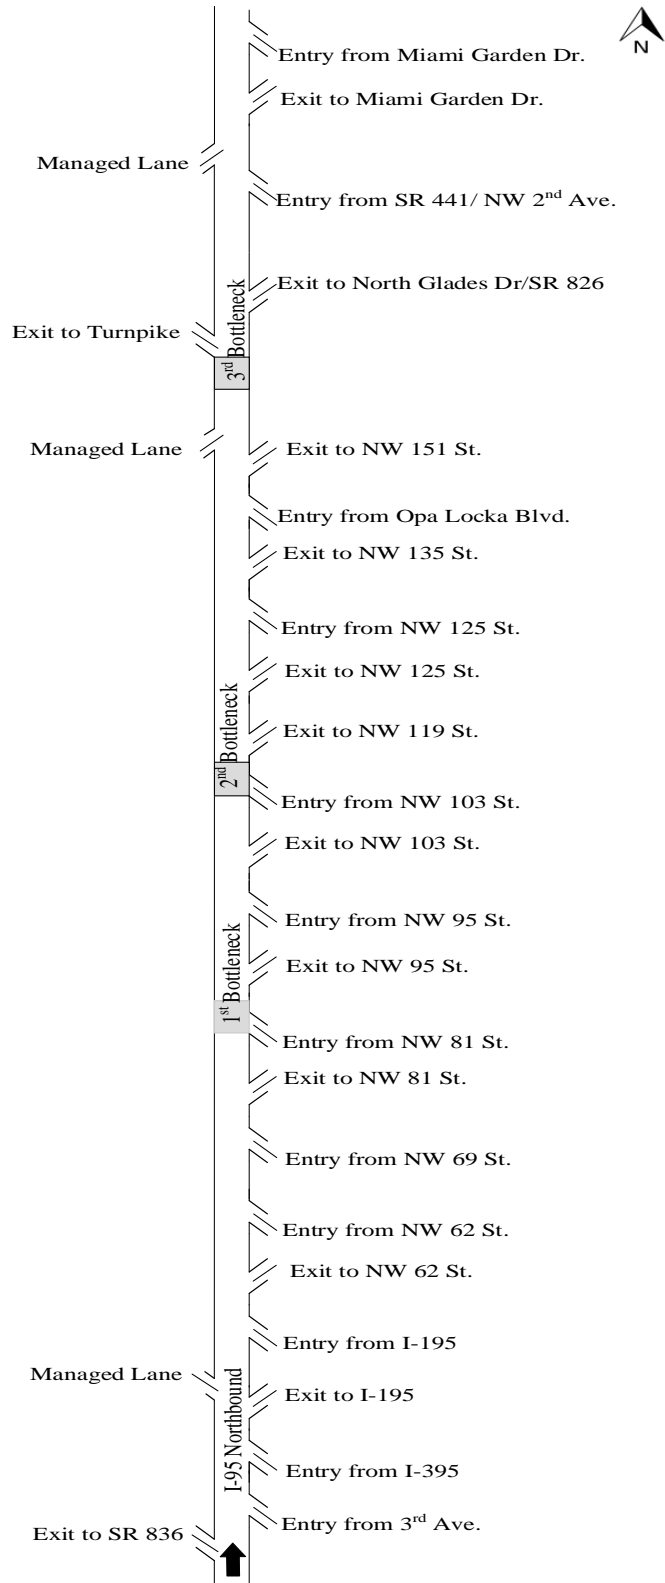 N
Entry from Miami Garden Dr.
Exit to Miami Garden Dr.
Managed Lane
Entry from SR 441/ NW 2nd Ave.
Exit to North Glades Dr/SR 826
Exit to Turnpike
3rd Bottleneck
Managed Lane
Exit to NW 151 St.
Entry from Opa Locka Blvd.
Exit to NW 135 St.
Entry from NW 125 St.
Exit to NW 125 St.
Exit to NW 119 St.
2nd Bottleneck
Entry from NW 103 St.
Exit to NW 103 St.
Entry from NW 95 St.
Exit to NW 95 St.
1st Bottleneck
Entry from NW 81 St.
Exit to NW 81 St.
Entry from NW 69 St.
Entry from NW 62 St.
Exit to NW 62 St.
Entry from I-195
Managed Lane
Exit to I-195
I-95 Northbound
Entry from I-395
Entry from 3rd Ave.
Exit to SR 836